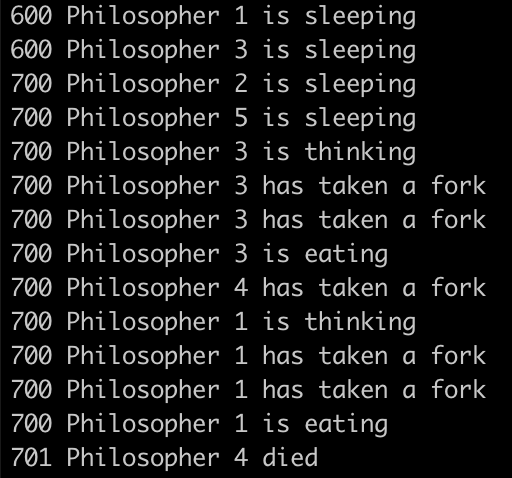 600 Philosopher 1 is sleeping
600 Philosopher 3 is sleeping
700 Philosopher 2 is sleeping
700 Philosopher 5 is sleeping
700 Philosopher 3 is thinking
700 Philosopher 3 has taken a fork
700 Philosopher 3 has taken a fork
700 Philosopher 3 is eating
700 Philosopher 4 has taken a fork
700 Philosopher 1 is thinking
700 Philosopher 1 has taken a fork
700 Philosopher 1 has taken a fork
700 Philosopher 1 is eating
701 Philosopher 4 died